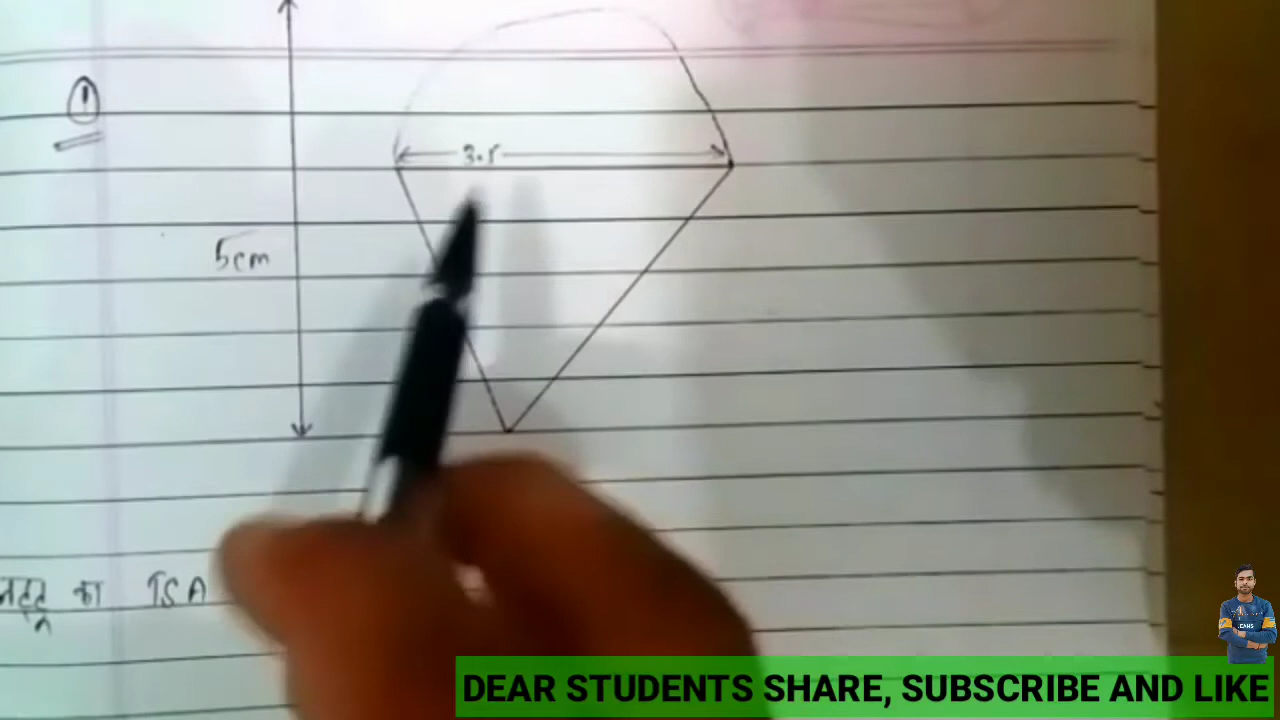 ①
3.5
5cm
लट्टू का TSA
DEAR STUDENTS SHARE, SUBSCRIBE AND LIKE